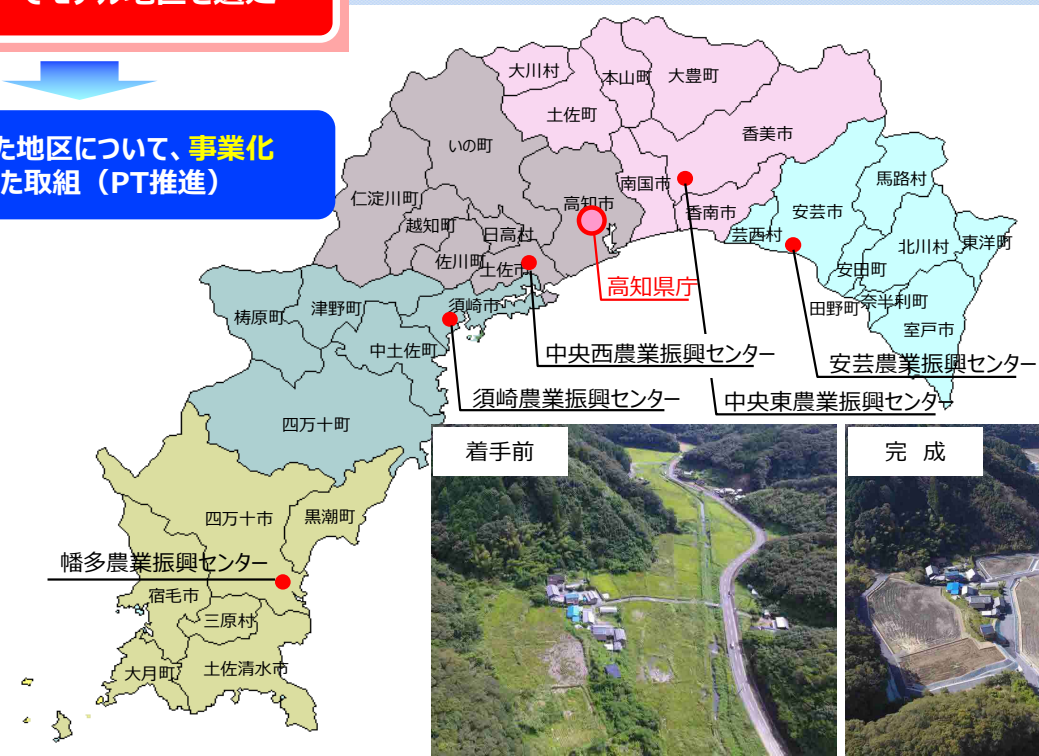 た地区について、事業化
た取組（PT推進）
大川村
本山町
大豊町
土佐町
香美市
いの町
南国市
高知市
香南市
仁淀川町
越知町
日高村
佐川町
土佐市
高知県庁
馬路村
安芸市
芸西村
北川村
東洋町
安田町
田野町
奈半利町
室戸市
津野町
須崎市
梼原町
中土佐町
四万十町
中央西農業振興センター
安芸農業振興センター
須崎農業振興センター
中央東農業振興センター
着手前
完 成
四万十市
黒潮町
幡多農業振興センター
宿毛市
三原村
大月町
土佐清水市